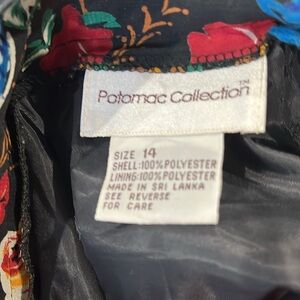 Potomac Collection™
SIZE 14
SHELL:100%POLYESTER
LINING:100%POLYESTER
MADE IN SRI LANKA
SEE REVERSE
FOR CARE